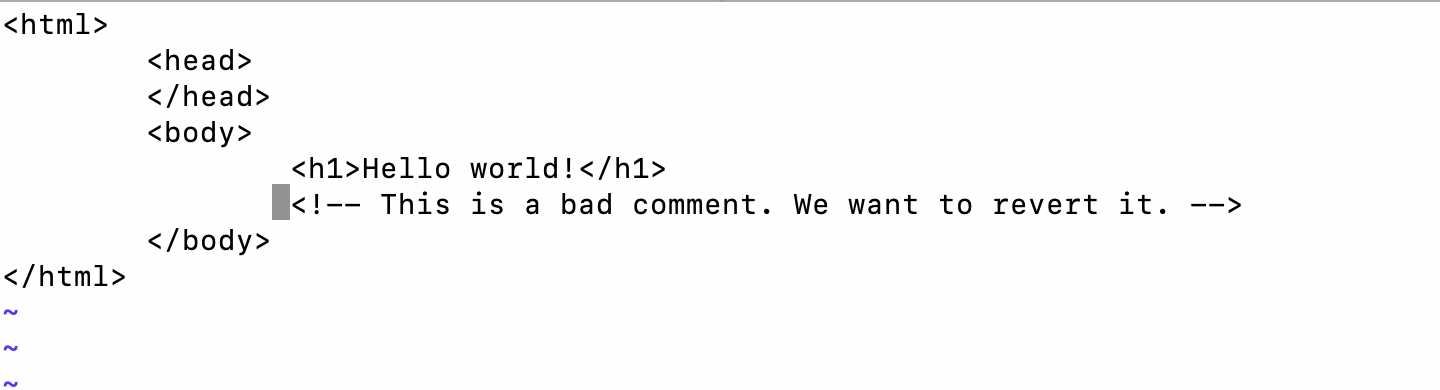 <html>
        <head>
        </head>
        <body>
                <h1>Hello world!</h1>
                <!-- This is a bad comment. We want to revert it. -->
        </body>
</html>
~
~
~